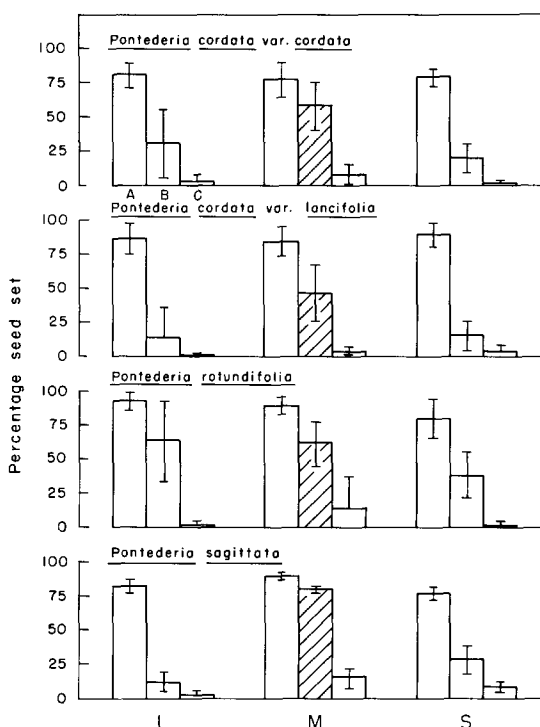 Pontederia cordata var. cordata
100
75
50
25
0
A B C
Pontederia cordata var. lancifolia
100
75
50
25
0
Pontederia rotundifolia
100
75
50
25
0
Pontederia sagittata
100
75
50
25
0
L M S
Percentage seed set